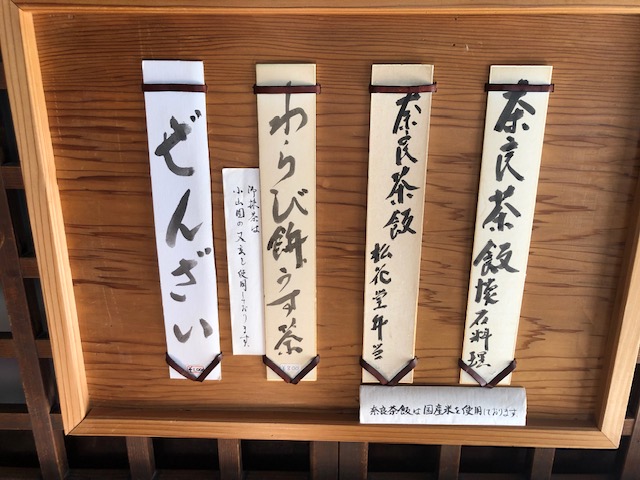 奈良茶飯懐石料理
奈良茶飯松花堂弁当
わらび餅、うす茶
御抹茶は
小山園の又玄を使用しております
ぜんざい
奈良茶飯は国産米を使用しております